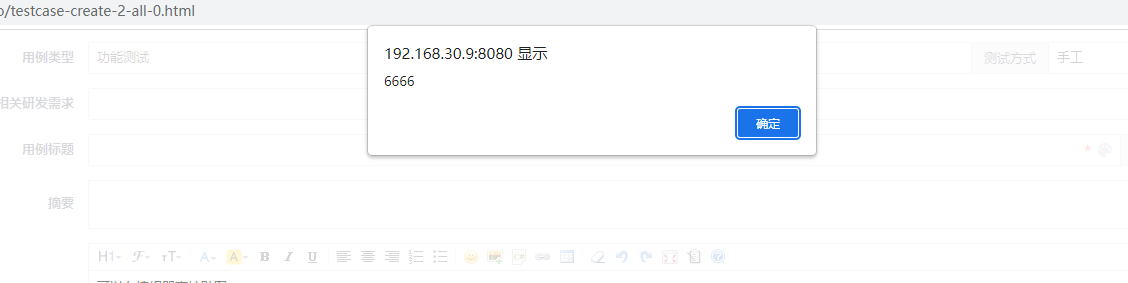 o/testcase-create-2-all-0.html
192.168.30.9:8080 显示
6666
确定
用例类型 功能测试 测试方式 手工
相关研发需求
用例标题 *
摘要
H1 ℱ тT A A B I U